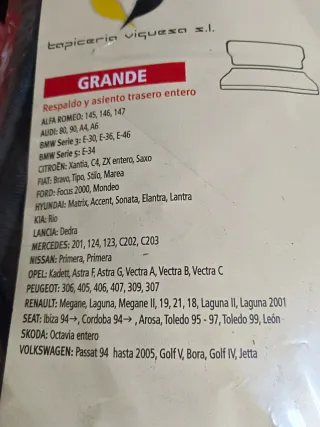 tapiceria viguesa s.l.
GRANDE
Respaldo y asiento trasero entero
ALFA ROMEO: 145, 146, 147
AUDI: 80, 90, A4, A6
BMW Serie 3: E-30, E-36, E-46
BMW Serie 5: E-34
CITROËN: Xantia, C4, ZX entero, Saxo
FIAT: Bravo, Tipo, Stilo, Marea
FORD: Focus 2000, Mondeo
HYUNDAI: Matrix, Accent, Sonata, Elantra, Lantra
KIA: Rio
LANCIA: Dedra
MERCEDES: 201, 124, 123, C202, C203
NISSAN: Primera, Primera
OPEL: Kadett, Astra F, Astra G, Vectra A, Vectra B, Vectra C
PEUGEOT: 306, 405, 406, 407, 309, 307
RENAULT: Megane, Laguna, Megane II, 19, 21, 18, Laguna II, Laguna 2001
SEAT: Ibiza 94→, Cordoba 94→, Arosa, Toledo 95 - 97, Toledo 99, León
SKODA: Octavia entero
VOLKSWAGEN: Passat 94 hasta 2005, Golf V, Bora, Golf IV, Jetta